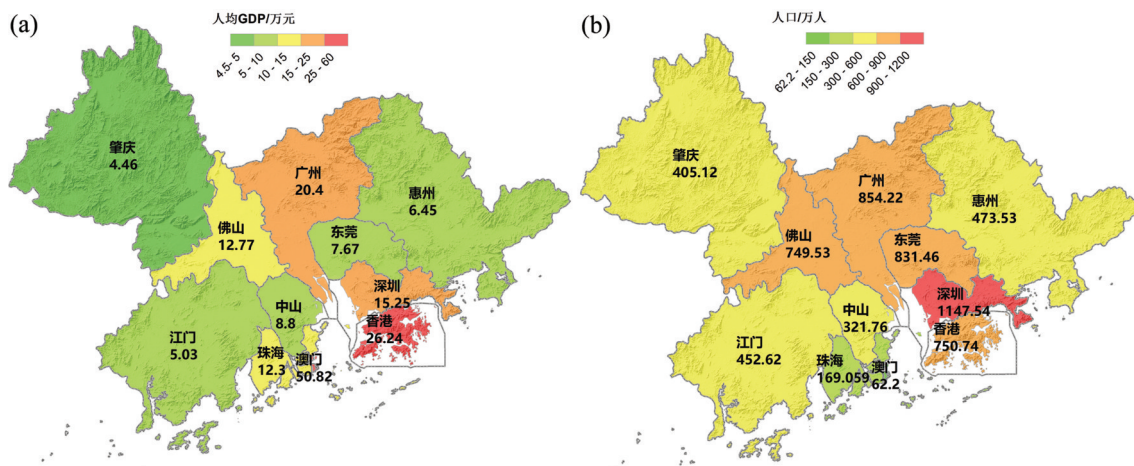 (a)
人均GDP/万元
4.5 - 5
5 - 10
10 - 15
15 - 25
25 - 60
肇庆
4.46
广州
20.4
惠州
6.45
佛山
12.77
东莞
7.67
深圳
15.25
中山
8.8
香港
26.24
江门
5.03
珠海
12.3
澳门
50.82
(b)
人口/万人
62.2 - 150
150 - 300
300 - 600
600 - 900
900 - 1200
肇庆
405.12
广州
854.22
惠州
473.53
佛山
749.53
东莞
831.46
深圳
1147.54
中山
321.76
香港
750.74
江门
452.62
珠海
169.059
澳门
62.2